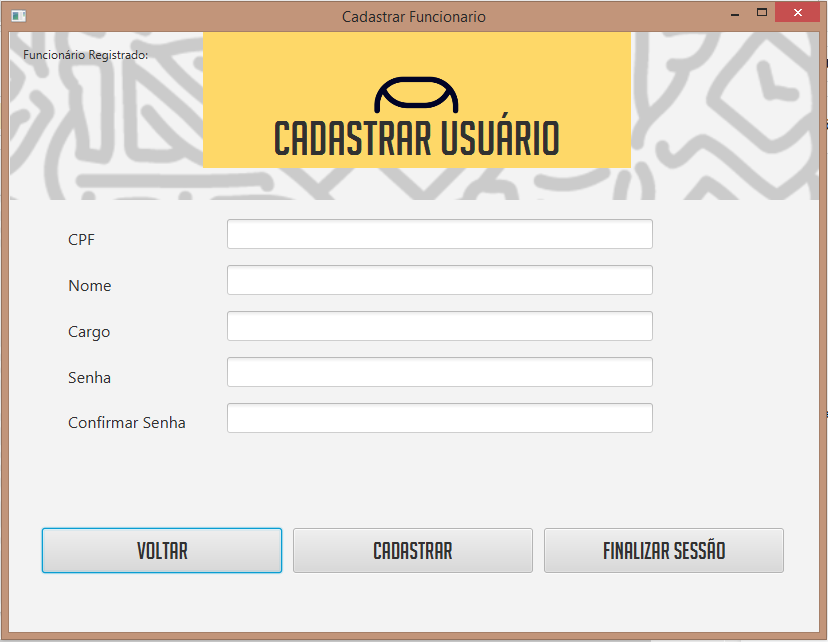 Cadastrar Funcionario
Funcionário Registrado:
CADASTRAR USUÁRIO
CPF
Nome
Cargo
Senha
Confirmar Senha
VOLTAR
CADASTRAR
FINALIZAR SESSÃO